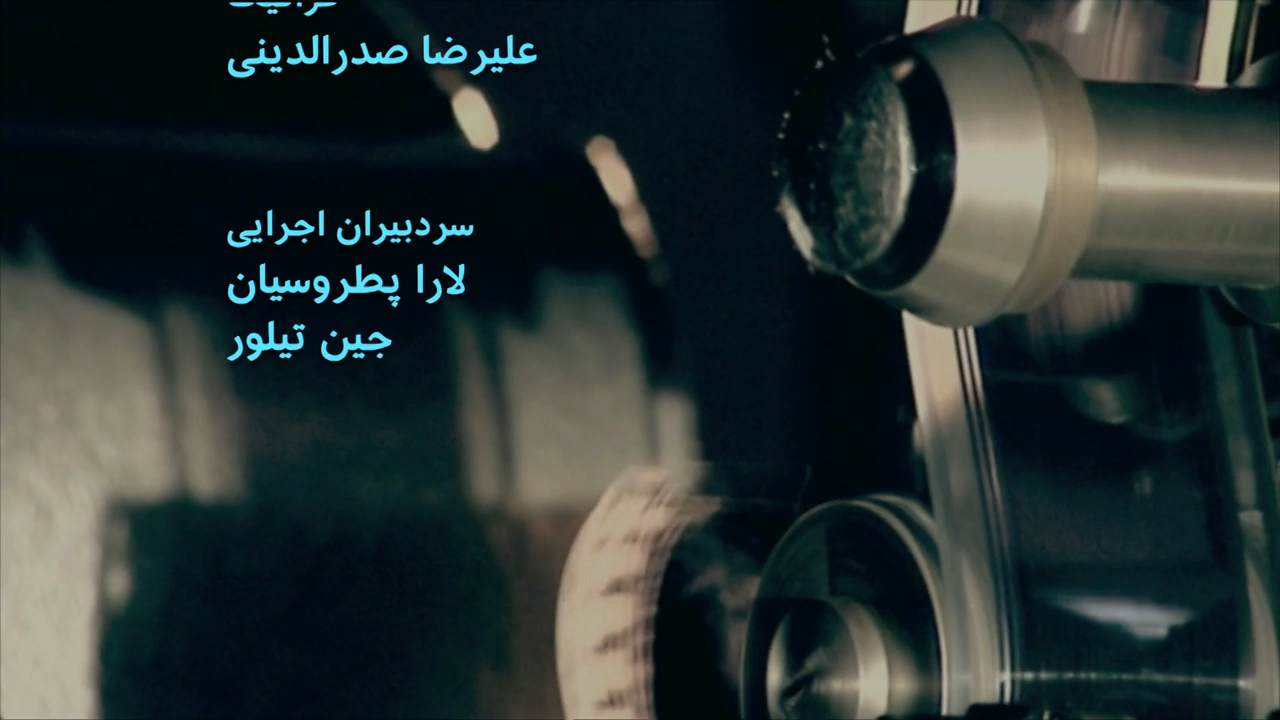 علیرضا صدرالدینی
سردبیران اجرایی
لارا پطروسیان
جین تیلور